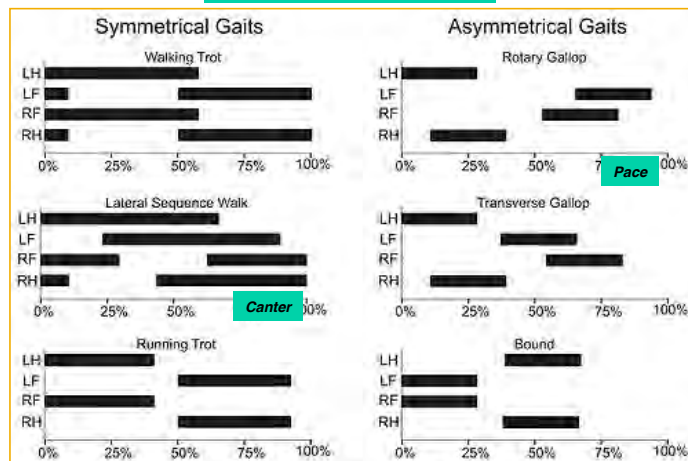 Symmetrical Gaits
Walking Trot
LH
LF
RF
RH
0% 25% 50% 75% 100%
Lateral Sequence Walk
LH
LF
RF
RH
0% 25% 50% 0%
Canter
Running Trot
LH
LF
RF
RH
0% 25% 50% 75% 100%
Asymmetrical Gaits
Rotary Gallop
LH
LF
RF
RH
0% 25% 50% 100%
Pace
Transverse Gallop
LH
LF
RF
RH
0% 25% 50% 75% 100%
Bound
LH
LF
RF
RH
0% 25% 50% 75% 100%